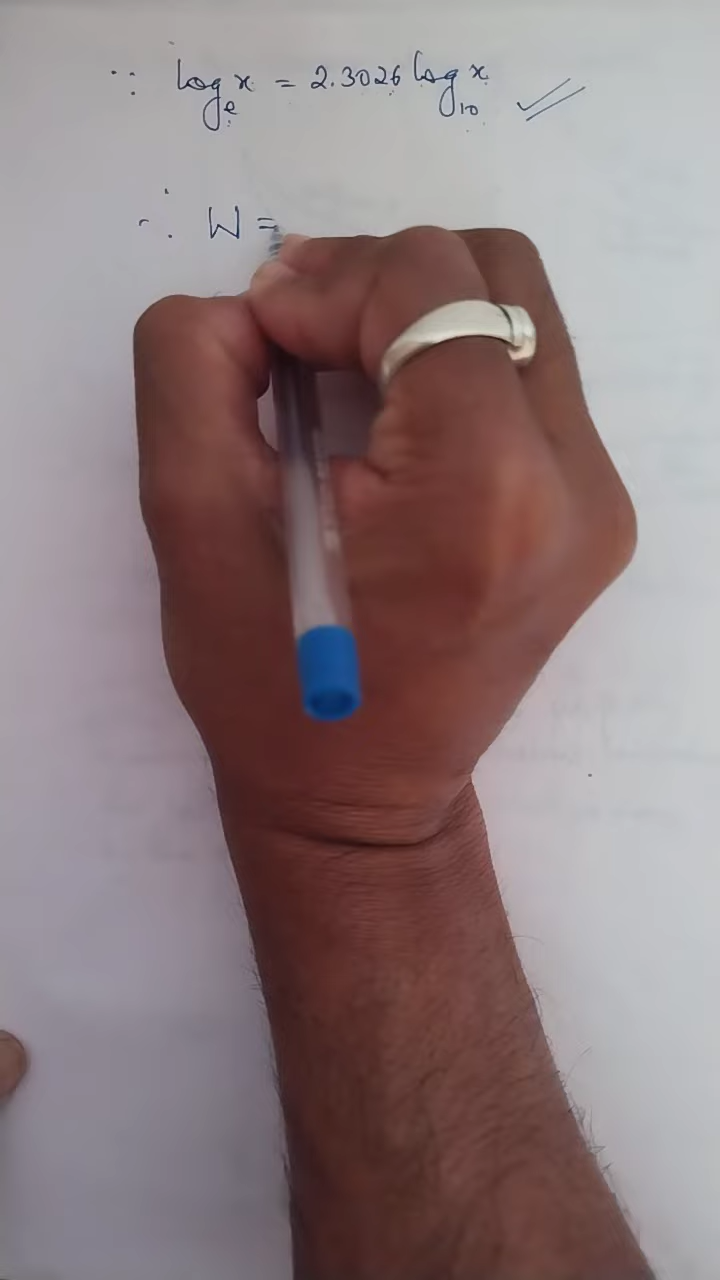 ∵ logₑx = 2.3026 log₁₀x
∴ W =